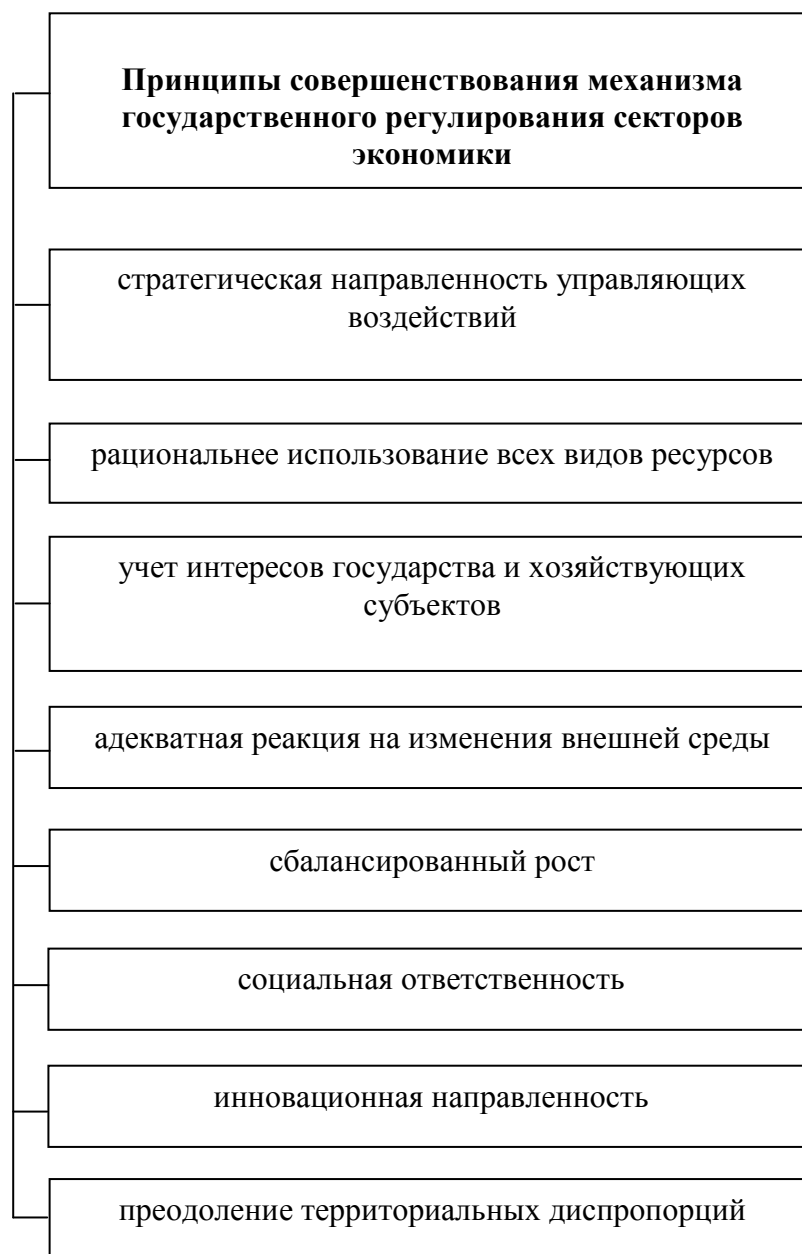 Принципы совершенствования механизма
государственного регулирования секторов
экономики
стратегическая направленность управляющих
воздействий
рациональнее использование всех видов ресурсов
учет интересов государства и хозяйствующих
субъектов
адекватная реакция на изменения внешней среды
сбалансированный рост
социальная ответственность
инновационная направленность
преодоление территориальных диспропорций